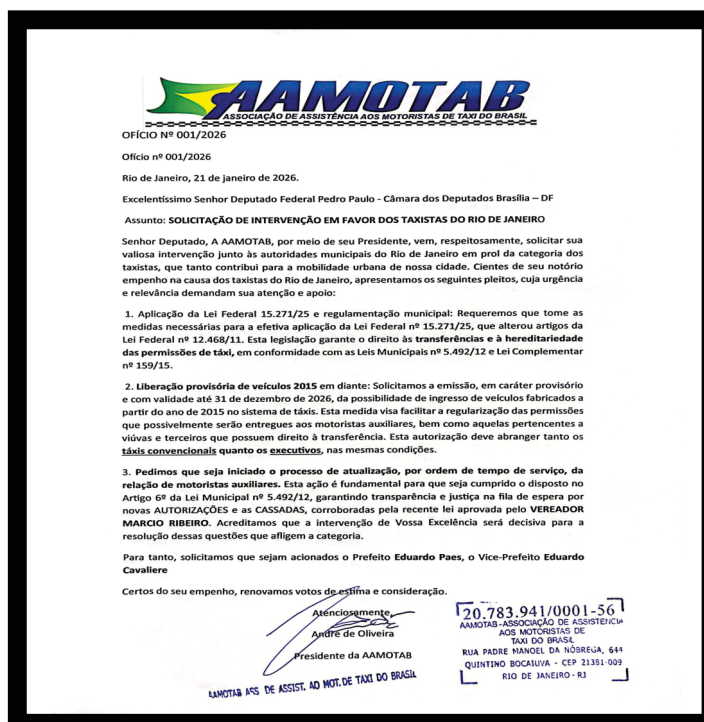 AAMOTAB
ASSOCIAÇÃO DE ASSISTÊNCIA AOS MOTORISTAS DE TAXI DO BRASIL
OFÍCIO Nº 001/2026
Ofício nº 001/2026
Rio de Janeiro, 21 de janeiro de 2026.
Excelentíssimo Senhor Deputado Federal Pedro Paulo - Câmara dos Deputados Brasília – DF
Assunto: SOLICITAÇÃO DE INTERVENÇÃO EM FAVOR DOS TAXISTAS DO RIO DE JANEIRO
Senhor Deputado, A AAMOTAB, por meio de seu Presidente, vem, respeitosamente, solicitar sua
valiosa intervenção junto às autoridades municipais do Rio de Janeiro em prol da categoria dos
taxistas, que tanto contribui para a mobilidade urbana de nossa cidade. Cientes de seu notório
empenho na causa dos taxistas do Rio de Janeiro, apresentamos os seguintes pleitos, cuja urgência
e relevância demandam sua atenção e apoio:
1. Aplicação da Lei Federal 15.271/25 e regulamentação municipal: Requeremos que tome as
medidas necessárias para a efetiva aplicação da Lei Federal nº 15.271/25, que alterou artigos da
Lei Federal nº 12.468/11. Esta legislação garante o direito às transferências e à hereditariedade
das permissões de táxi, em conformidade com as Leis Municipais nº 5.492/12 e Lei Complementar
nº 159/15.
2. Liberação provisória de veículos 2015 em diante: Solicitamos a emissão, em caráter provisório
e com validade até 31 de dezembro de 2026, da possibilidade de ingresso de veículos fabricados a
partir do ano de 2015 no sistema de táxis. Esta medida visa facilitar a regularização das permissões
que possivelmente serão entregues aos motoristas auxiliares, bem como aquelas pertencentes a
viúvas e terceiros que possuem direito à transferência. Esta autorização deve abranger tanto os
táxis convencionais quanto os executivos, nas mesmas condições.
3. Pedimos que seja iniciado o processo de atualização, por ordem de tempo de serviço, da
relação de motoristas auxiliares. Esta ação é fundamental para que seja cumprido o disposto no
Artigo 6º da Lei Municipal nº 5.492/12, garantindo transparência e justiça na fila de espera por
novas AUTORIZAÇÕES e as CASSADAS, corroboradas pela recente lei aprovada pelo VEREADOR
MARCIO RIBEIRO. Acreditamos que a intervenção de Vossa Excelência será decisiva para a
resolução dessas questões que afligem a categoria.
Para tanto, solicitamos que sejam acionados o Prefeito Eduardo Paes, o Vice-Prefeito Eduardo
Cavaliere
Certos do seu empenho, renovamos votos de estima e consideração.
Atenciosamente,
André de Oliveira
Presidente da AAMOTAB
AAMOTAB ASS. DE ASSIST. AO MOT. DE TAXI DO BRASIL
20.783.941/0001-56
AAMOTAB-ASSOCIAÇÃO DE ASSISTÊNCIA
AOS MOTORISTAS DE
TAXI DO BRASIL
RUA PADRE MANOEL DA NÓBREGA, 644
QUINTINO BOCAIUVA - CEP 21381-009
RIO DE JANEIRO - RJ